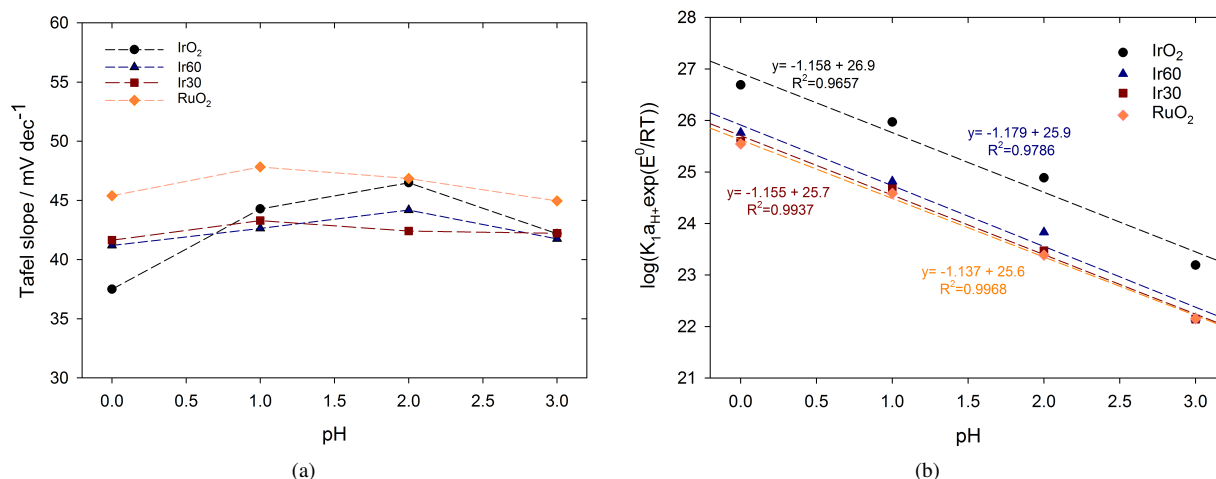 60
55
50
45
40
35
30
Tafel slope / mV dec⁻¹
IrO₂
Ir60
Ir30
RuO₂
0.0 0.5 1.0 1.5 2.0 2.5 3.0
pH
(a)
28
27
26
25
24
23
22
21
log(K₁a_H+exp(E⁰/RT))
y= -1.158 + 26.9
R²=0.9657
IrO₂
Ir60
Ir30
RuO₂
y= -1.179 + 25.9
R²=0.9786
y= -1.155 + 25.7
R²=0.9937
y= -1.137 + 25.6
R²=0.9968
0.0 0.5 1.0 1.5 2.0 2.5 3.0
pH
(b)